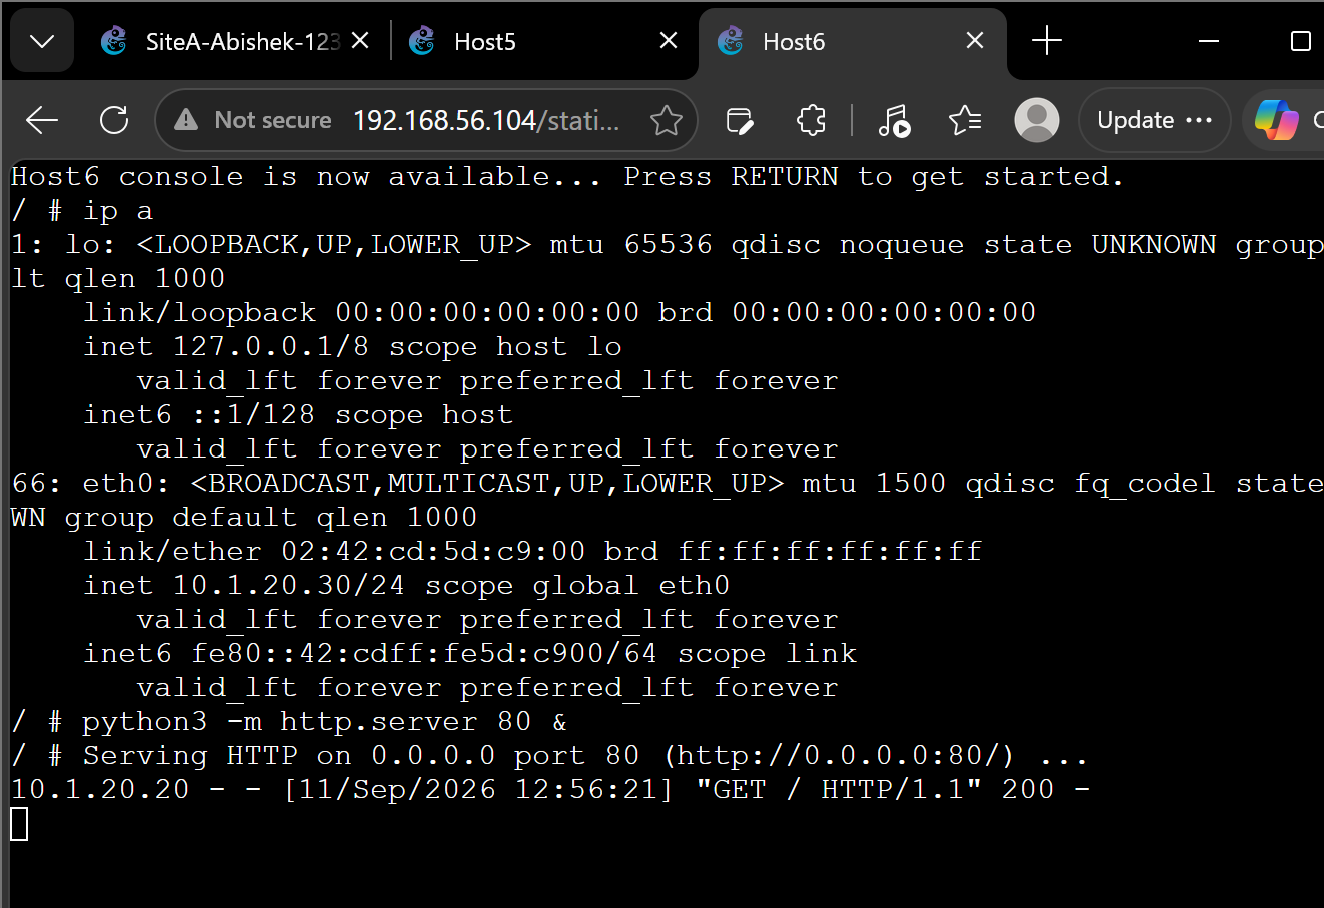 SiteA-Abishek-123
Host5
Host6
Not secure 192.168.56.104/stati...
Update
Host6 console is now available... Press RETURN to get started.
/ # ip a
1: lo: <LOOPBACK,UP,LOWER_UP> mtu 65536 qdisc noqueue state UNKNOWN group
lt qlen 1000
    link/loopback 00:00:00:00:00:00 brd 00:00:00:00:00:00
    inet 127.0.0.1/8 scope host lo
       valid_lft forever preferred_lft forever
    inet6 ::1/128 scope host
       valid_lft forever preferred_lft forever
66: eth0: <BROADCAST,MULTICAST,UP,LOWER_UP> mtu 1500 qdisc fq_codel state
WN group default qlen 1000
    link/ether 02:42:cd:5d:c9:00 brd ff:ff:ff:ff:ff:ff
    inet 10.1.20.30/24 scope global eth0
       valid_lft forever preferred_lft forever
    inet6 fe80::42:cdff:fe5d:c900/64 scope link
       valid_lft forever preferred_lft forever
/ # python3 -m http.server 80 &
/ # Serving HTTP on 0.0.0.0 port 80 (http://0.0.0.0:80/) ...
10.1.20.20 - - [11/Sep/2026 12:56:21] "GET / HTTP/1.1" 200 -